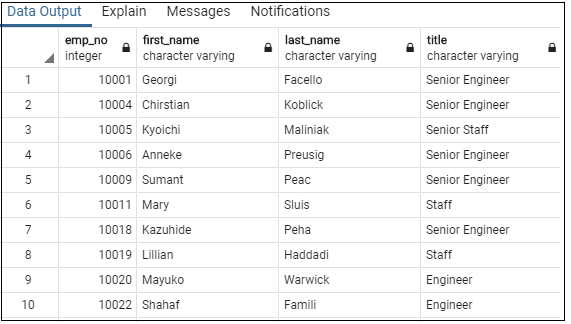 Data Output Explain Messages Notifications
emp_no first_name last_name title
integer character varying character varying character varying
1 10001 Georgi Facello Senior Engineer
2 10004 Chirstian Koblick Senior Engineer
3 10005 Kyoichi Maliniak Senior Staff
4 10006 Anneke Preusig Senior Engineer
5 10009 Sumant Peac Senior Engineer
6 10011 Mary Sluis Staff
7 10018 Kazuhide Peha Senior Engineer
8 10019 Lillian Haddadi Staff
9 10020 Mayuko Warwick Engineer
10 10022 Shahaf Famili Engineer